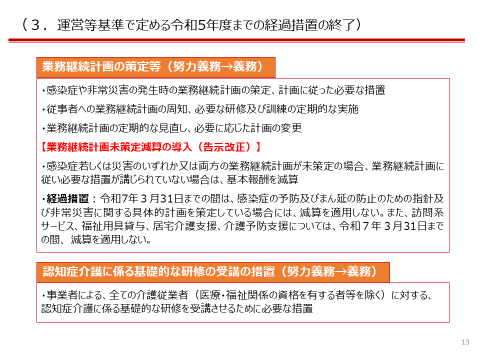 （３．運営等基準で定める令和5年度までの経過措置の終了）
業務継続計画の策定等（努力義務→義務）
・感染症や非常災害の発生時の業務継続計画の策定、計画に従った必要な措置
・従事者への業務継続計画の周知、必要な研修及び訓練の定期的な実施
・業務継続計画の定期的な見直し、必要に応じた計画の変更
【業務継続計画未策定減算の導入（告示改正）】
・感染症若しくは災害のいずれか又は両方の業務継続計画が未策定の場合、業務継続計画に
従い必要な措置が講じられていない場合は、基本報酬を減算
・経過措置：令和7年３月31日までの間は、感染症の予防及びまん延の防止のための指針及
び非常災害に関する具体的計画を策定している場合には、減算を適用しない。また、訪問系
サービス、福祉用具貸与、居宅介護支援、介護予防支援については、令和７年３月31日まで
の間、減算を適用しない。
認知症介護に係る基礎的な研修の受講の措置（努力義務→義務）
・事業者による、全ての介護従業者（医療・福祉関係の資格を有する者等を除く）に対する、
認知症介護に係る基礎的な研修を受講させるために必要な措置
13